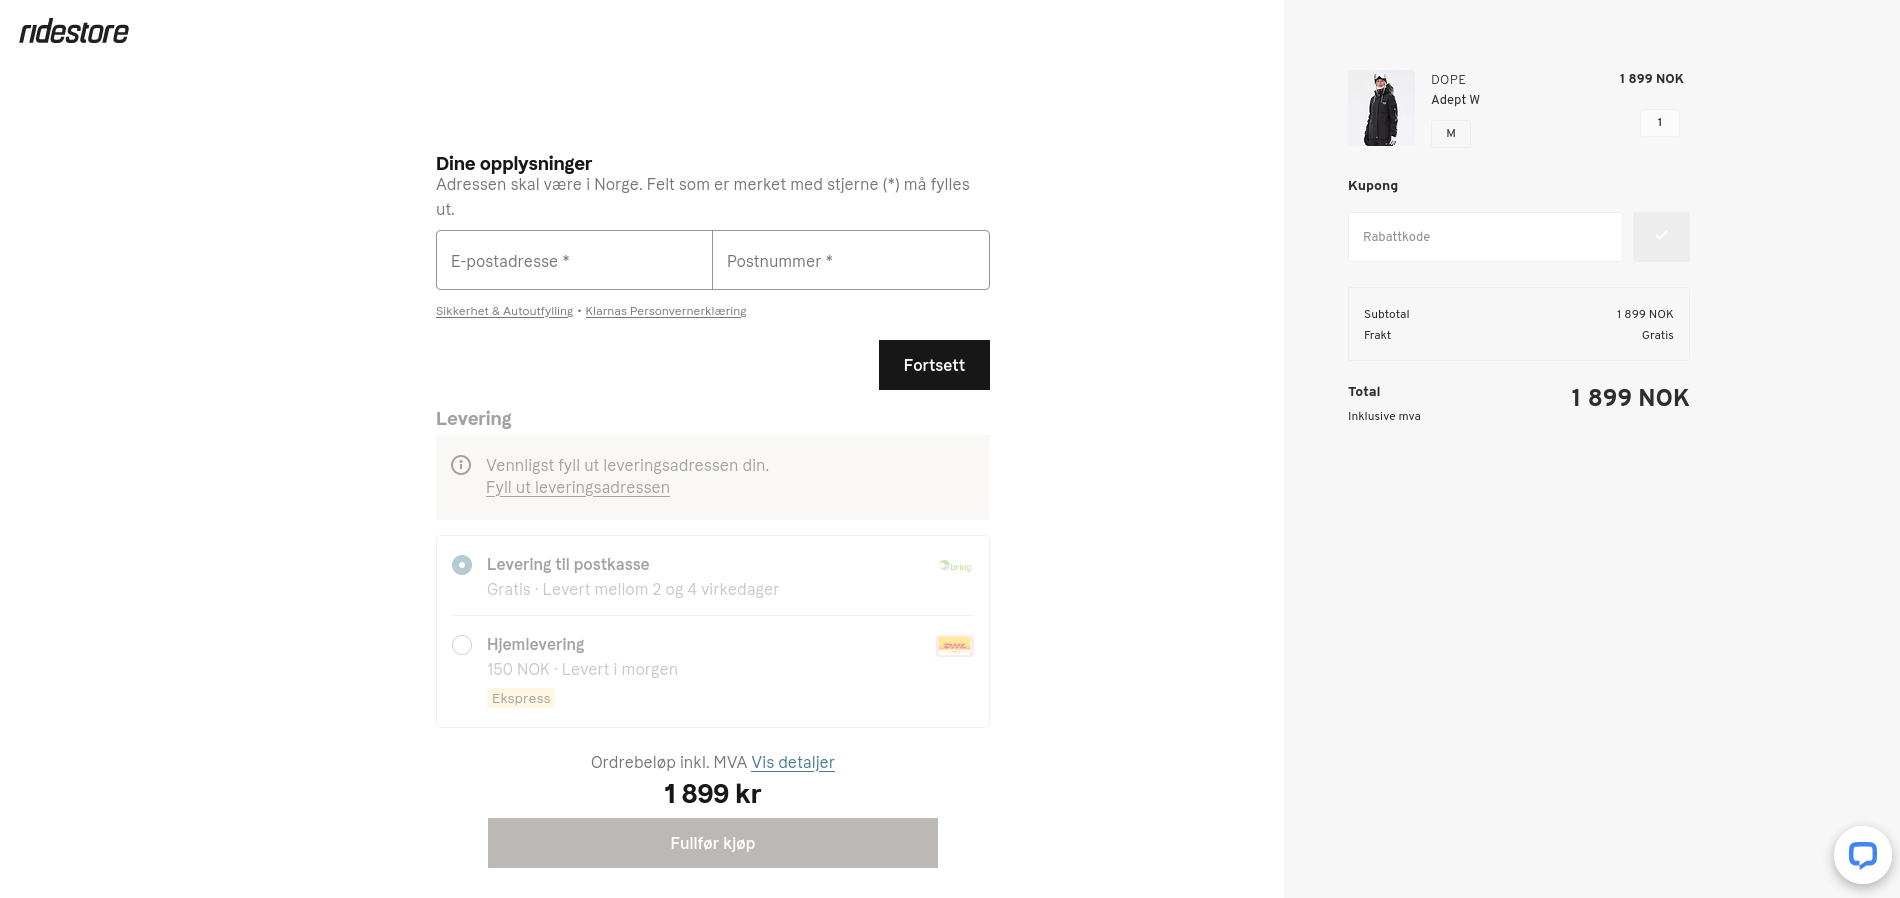 ridestore
Dine opplysninger
Adressen skal være i Norge. Felt som er merket med stjerne (*) må fylles
ut.
E-postadresse *
Postnummer *
Sikkerhet & Autoutfylling • Klarnas Personvernerklæring
Fortsett
Levering
Vennligst fyll ut leveringsadressen din.
Fyll ut leveringsadressen
Levering til postkasse
bring
Gratis · Levert mellom 2 og 4 virkedager
Hjemlevering
DHL
150 NOK · Levert i morgen
Ekspress
Ordrebeløp inkl. MVA Vis detaljer
1 899 kr
Fullfør kjøp
DOPE
1 899 NOK
Adept W
M
1
Kupong
Rabattkode
Subtotal
1 899 NOK
Frakt
Gratis
Total
1 899 NOK
Inklusive mva